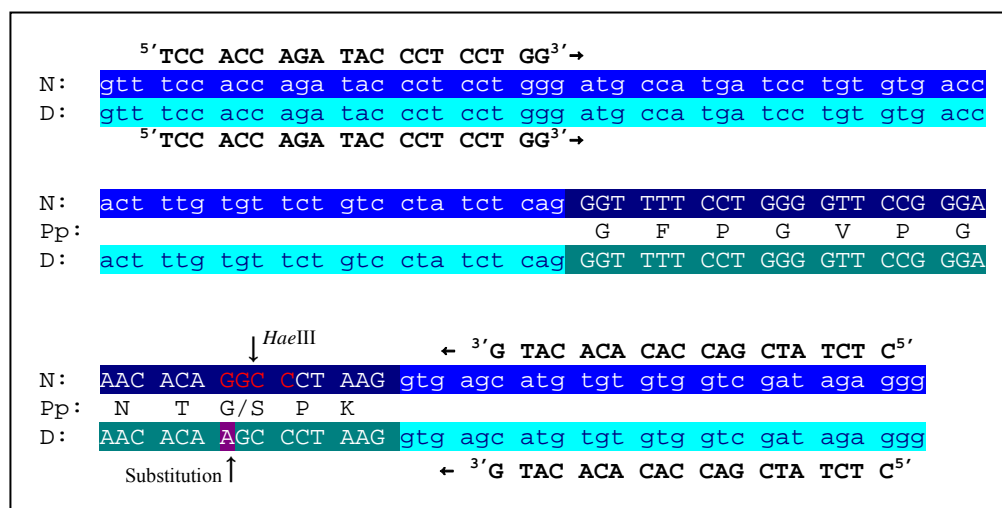 5'TCC ACC AGA TAC CCT CCT GG3'→
N: gtt tcc acc aga tac cct cct ggg atg cca tga tcc tgt gtg acc
D: gtt tcc acc aga tac cct cct ggg atg cca tga tcc tgt gtg acc
5'TCC ACC AGA TAC CCT CCT GG3'→
N: act ttg tgt tct gtc cta tct cag GGT TTT CCT GGG GTT CCG GGA
Pp: G F P G V P G
D: act ttg tgt tct gtc cta tct cag GGT TTT CCT GGG GTT CCG GGA
↓HaeIII ← 3'G TAC ACA CAC CAG CTA TCT C5'
N: AAC ACA GGC CCT AAG gtg agc atg tgt gtg gtc gat aga ggg
Pp: N T G/S P K
D: AAC ACA AGC CCT AAG gtg agc atg tgt gtg gtc gat aga ggg
Substitution↑ ← 3'G TAC ACA CAC CAG CTA TCT C5'